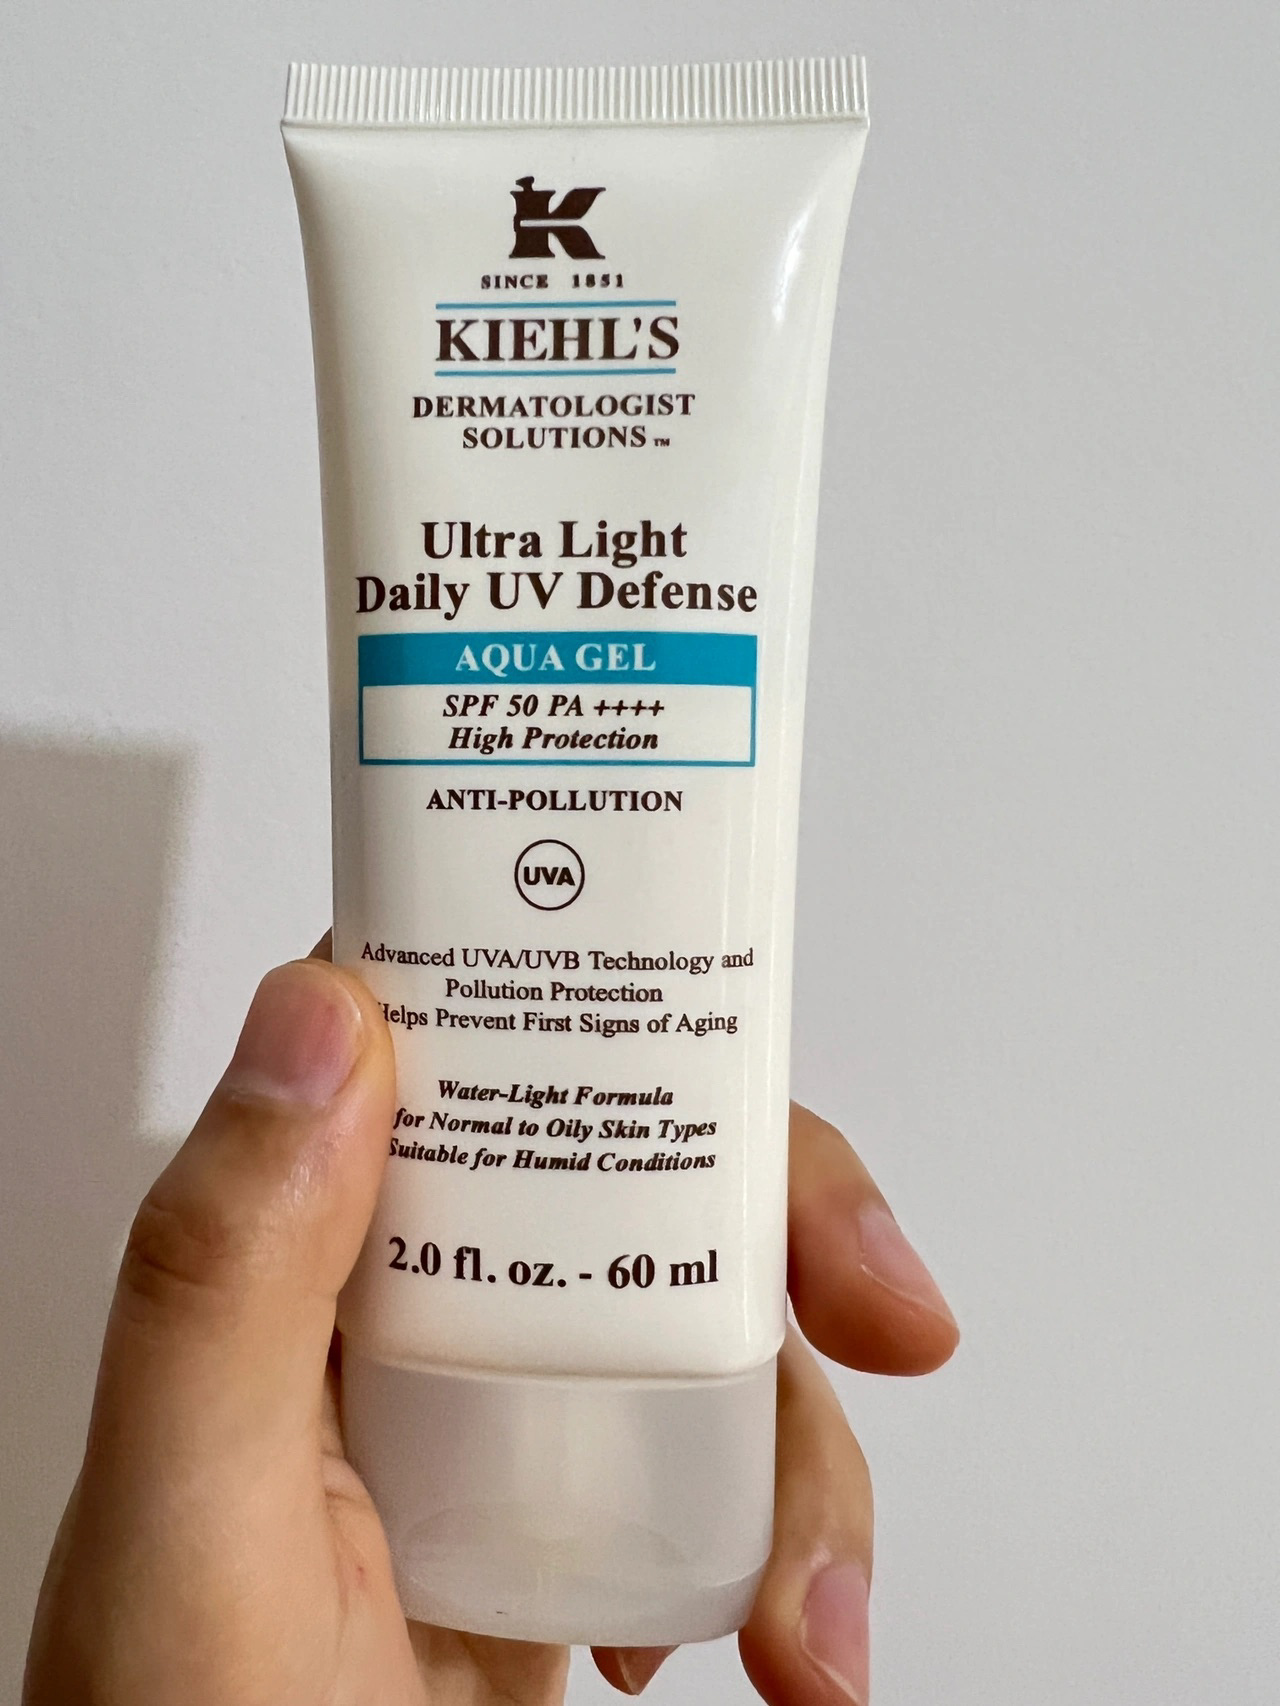 K
SINCE 1851
KIEHL'S
DERMATOLOGIST
SOLUTIONS™
Ultra Light
Daily UV Defense
AQUA GEL
SPF 50 PA ++++
High Protection
ANTI-POLLUTION
UVA
Advanced UVA/UVB Technology and
Pollution Protection
Helps Prevent First Signs of Aging
Water-Light Formula
for Normal to Oily Skin Types
Suitable for Humid Conditions
2.0 fl. oz. - 60 ml